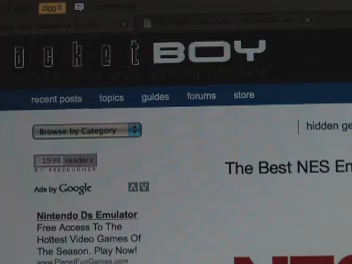 digg it
pocket BOY
recent posts topics guides forums store
Browse by Category
hidden ge
1590 readers
BY FEEDBURNER
The Best NES Em
Ads by Google
Nintendo Ds Emulator
Free Access To The
Hottest Video Games Of
The Season. Play Now!
www.PlanetFunGames.com